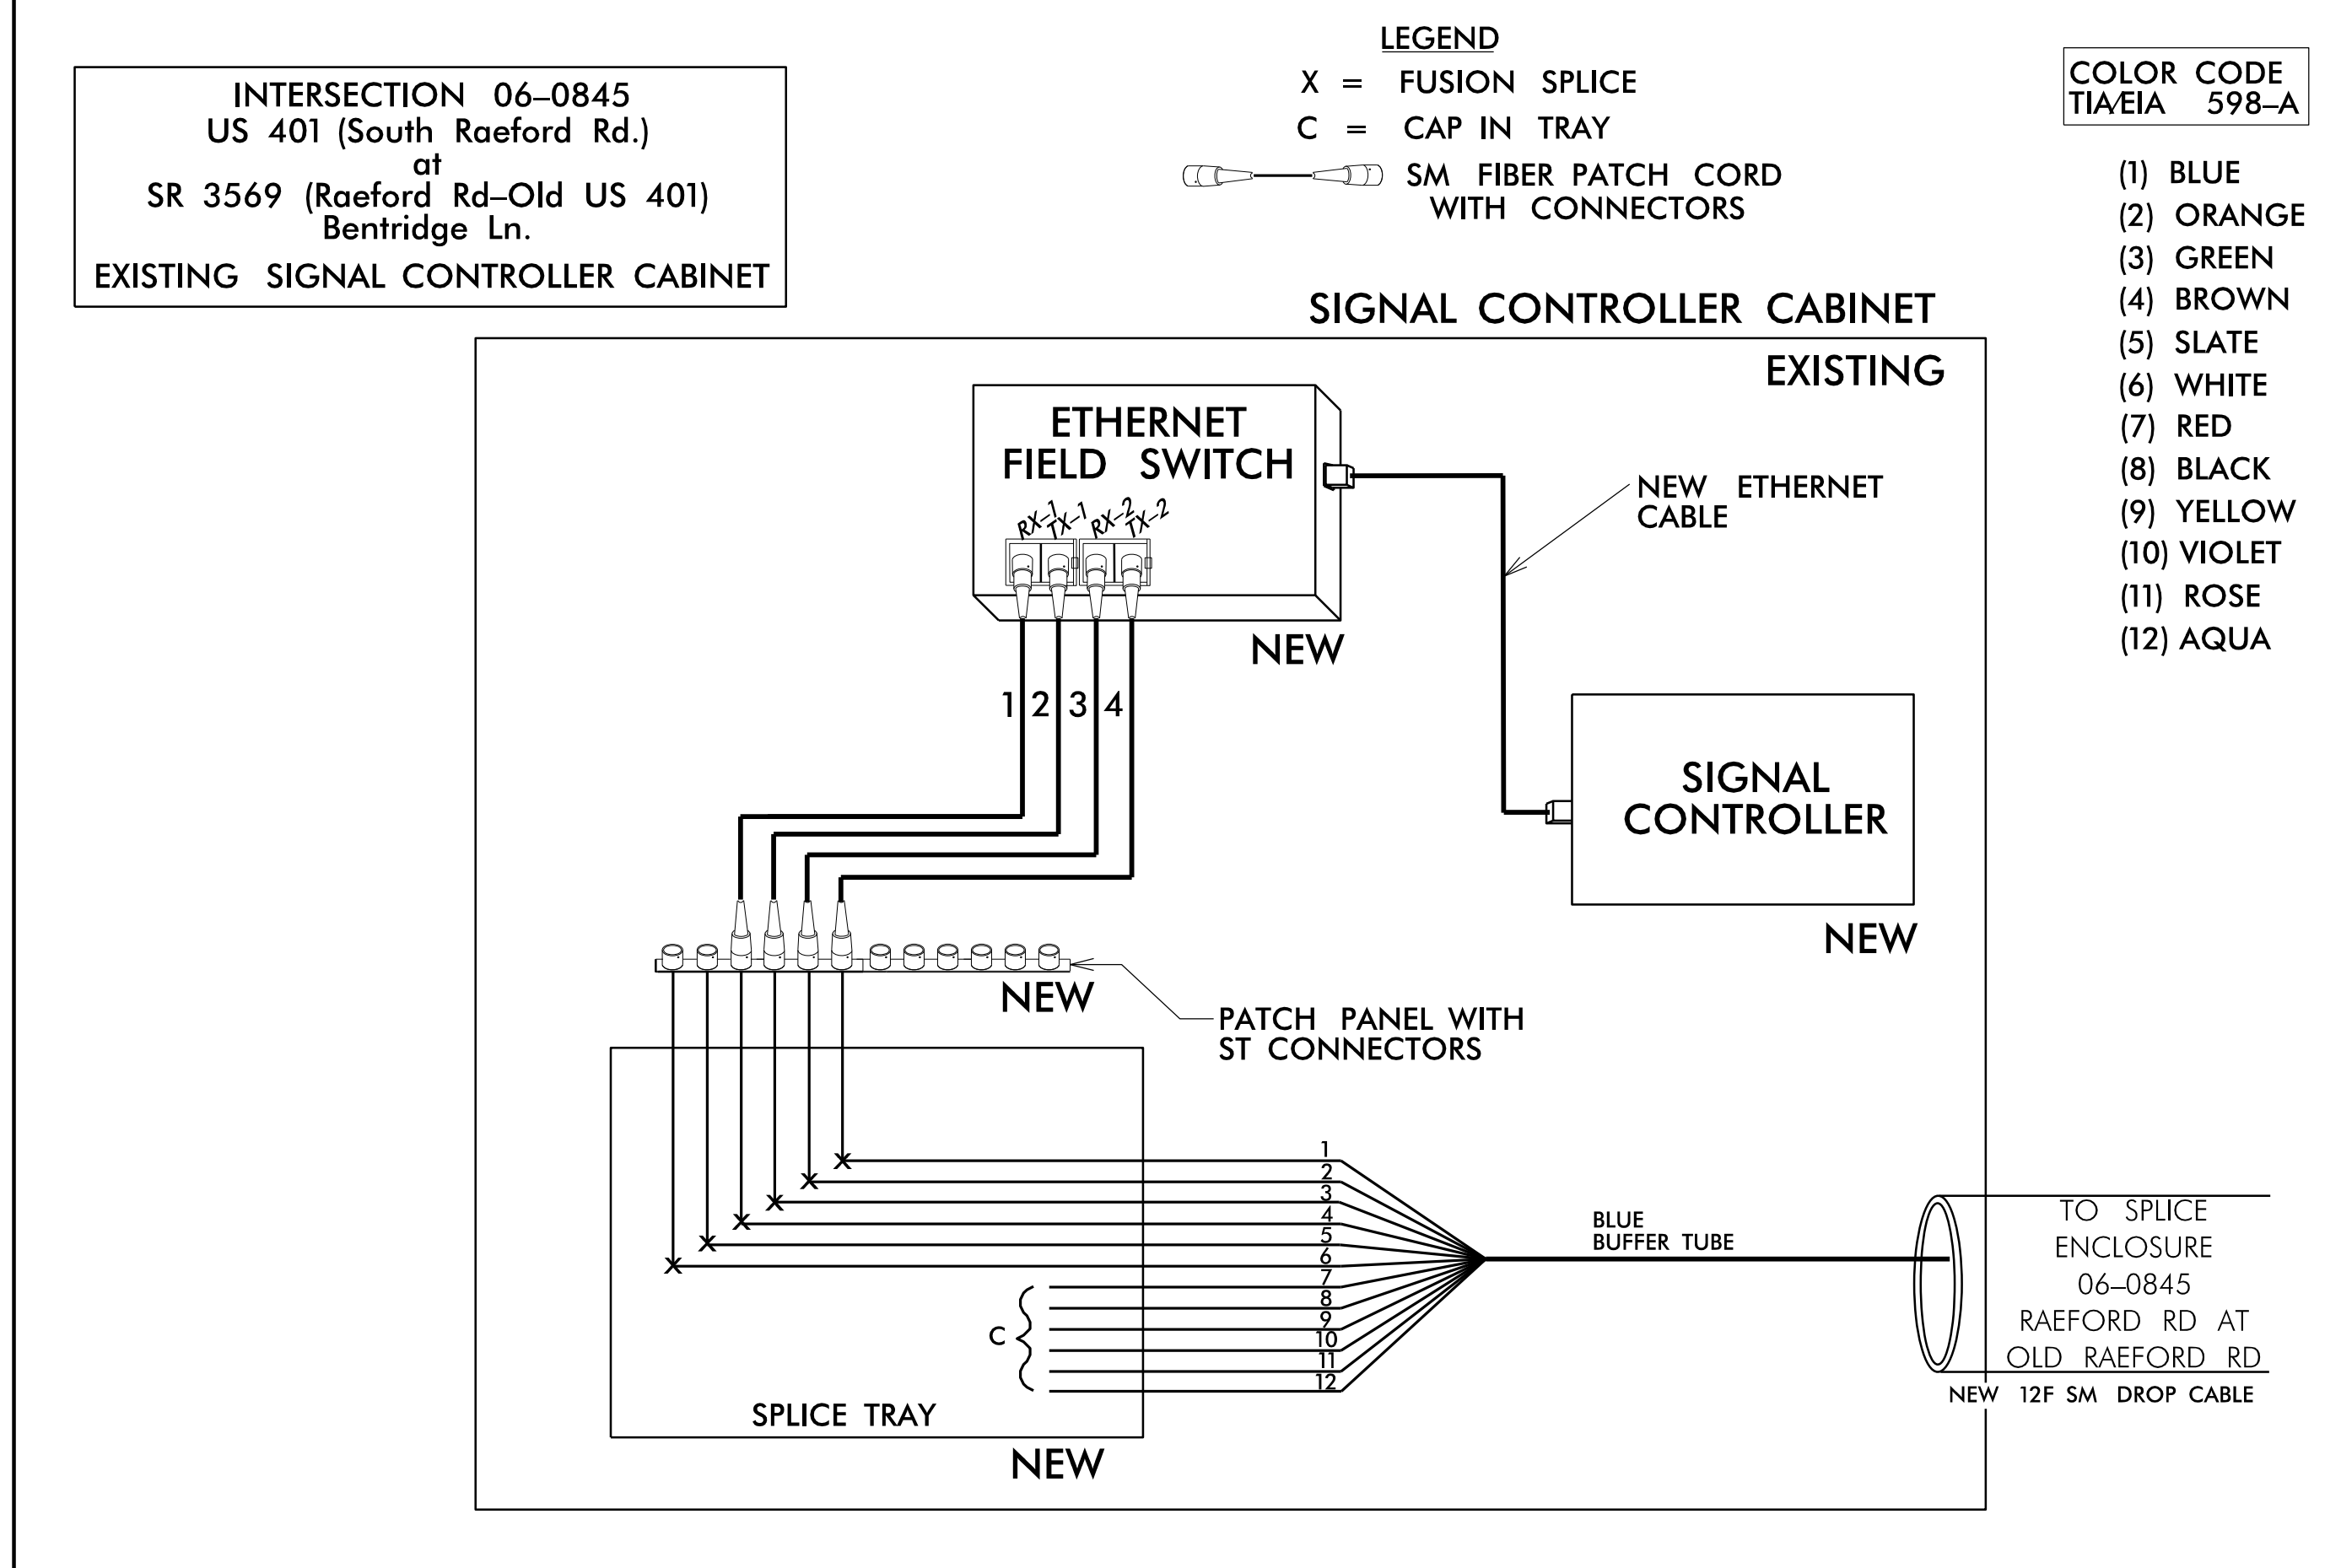 INTERSECTION 06–0845
US 401 (South Raeford Rd.)
at
SR 3569 (Raeford Rd–Old US 401)
Bentridge Ln.
EXISTING SIGNAL CONTROLLER CABINET
LEGEND
X = FUSION SPLICE
C = CAP IN TRAY
SM FIBER PATCH CORD
WITH CONNECTORS
COLOR CODE
TIA/EIA 598–A
(1) BLUE
(2) ORANGE
(3) GREEN
(4) BROWN
(5) SLATE
(6) WHITE
(7) RED
(8) BLACK
(9) YELLOW
(10) VIOLET
(11) ROSE
(12) AQUA
SIGNAL CONTROLLER CABINET
EXISTING
ETHERNET
FIELD SWITCH
RX–1 TX–1 RX–2 TX–2
NEW
NEW ETHERNET
CABLE
1 2 3 4
SIGNAL
CONTROLLER
NEW
NEW
PATCH PANEL WITH
ST CONNECTORS
1
2
3
4
5
6
7
8
9
10
11
12
C
SPLICE TRAY
NEW
BLUE
BUFFER TUBE
TO SPLICE
ENCLOSURE
06–0845
RAEFORD RD AT
OLD RAEFORD RD
NEW 12F SM DROP CABLE